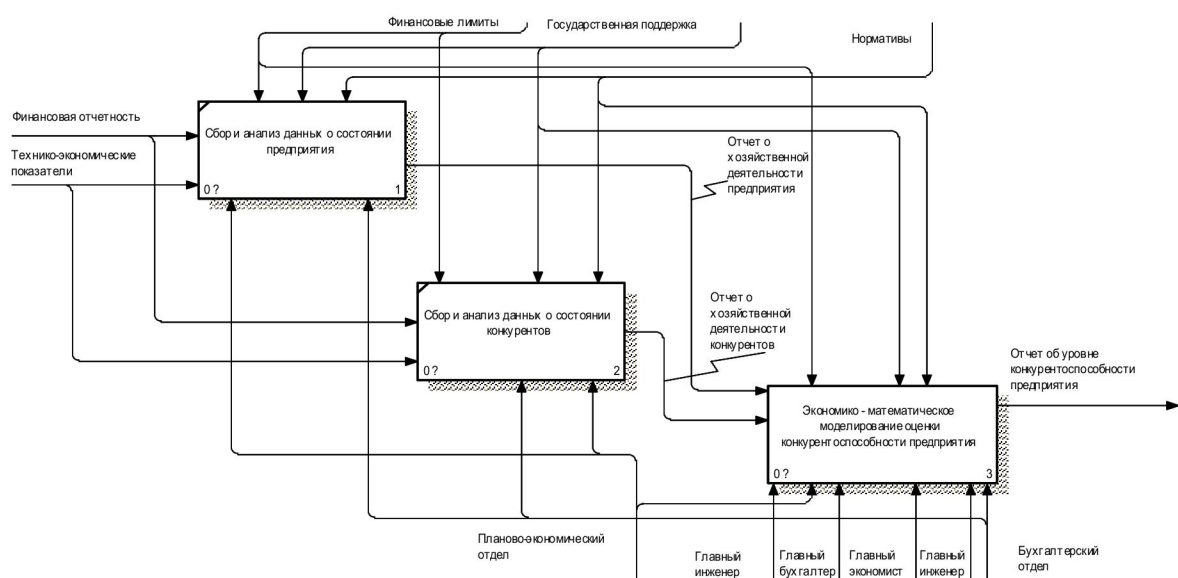 Финансовые лимиты
Государственная поддержка
Нормативы
Финансовая отчетность
Технико-экономические
показатели
Сбор и анализ данных о состоянии
предприятия
0 ?
1
Отчет о
хозяйственной
деятельности
предприятия
Сбор и анализ данных о состоянии
конкурентов
0 ?
2
Отчет о
хозяйственной
деятельности
конкурентов
Отчет об уровне
конкурентоспособности
предприятия
Экономико - математическое
моделирование оценки
конкурентоспособности предприятия
0 ?
3
Планово-экономический
отдел
Главный
инженер
Главный
бухгалтер
Главный
экономист
Главный
инженер
Бухгалтерский
отдел